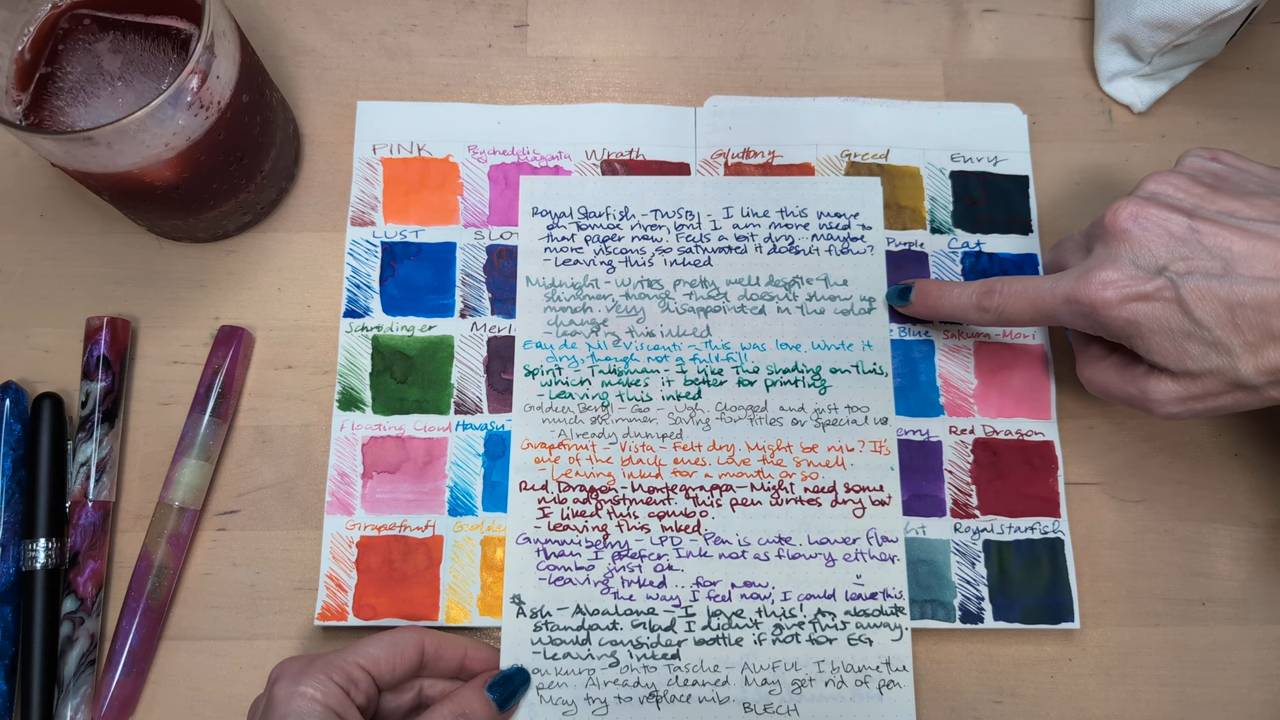 PINK Psychedelic Magenta Wrath Gluttony Greed Envy
LUST SLOT Purple Cat
Schrödinger Merl e Blue Sakura-Mori
Floating Cloud Havasu erry Red Dragon
Grapefruit Golde ht Royal Starfish
Royal Starfish - TWSBI - I like this more
on Tomoe river, but I am more used to
that paper now. Feels a bit dry... maybe
more viscous, so saturated it doesn't flow?
- Leaving this inked
Midnight - Writes pretty well despite the
shimmer, though that doesn't show up
much. Very disappointed in the color
change
- Leaving this inked
Eau de Nil - Visconti - This was love. Wrote it
dry, though not a full-fill.
Spirit - Talisman - I like the shading on this,
which makes it better for printing
- leaving this inked
Golden Beryl - Goo - Ugh. Clogged and just too
much shimmer. Saving for titles or special us.
- Already dumped.
Grapefruit - Vista - Felt dry. Might be nib? It's
one of the black ones. Love the smell.
- Leaving inked for a month or so.
Red Dragon - Montegrappa - Might need some
nib adjustment. This pen writes dry but
I liked this combo.
- leaving this inked.
Gummiberry - LPD - Pen is cute. Lower flow
than I prefer. Ink not as flowy either.
Combo just ok.
- leaving inked... for now.
The way I feel now, I could leave this.
* Ash - Abalone - I love this! An absolute
standout. Glad I didn't give this away.
Would consider bottle if not for EG
- leaving inked
on kuro - Ohto Tasche - AWFUL. I blame the
pen. Already cleaned. May get rid of pen.
May try to replace nib.
BLECH